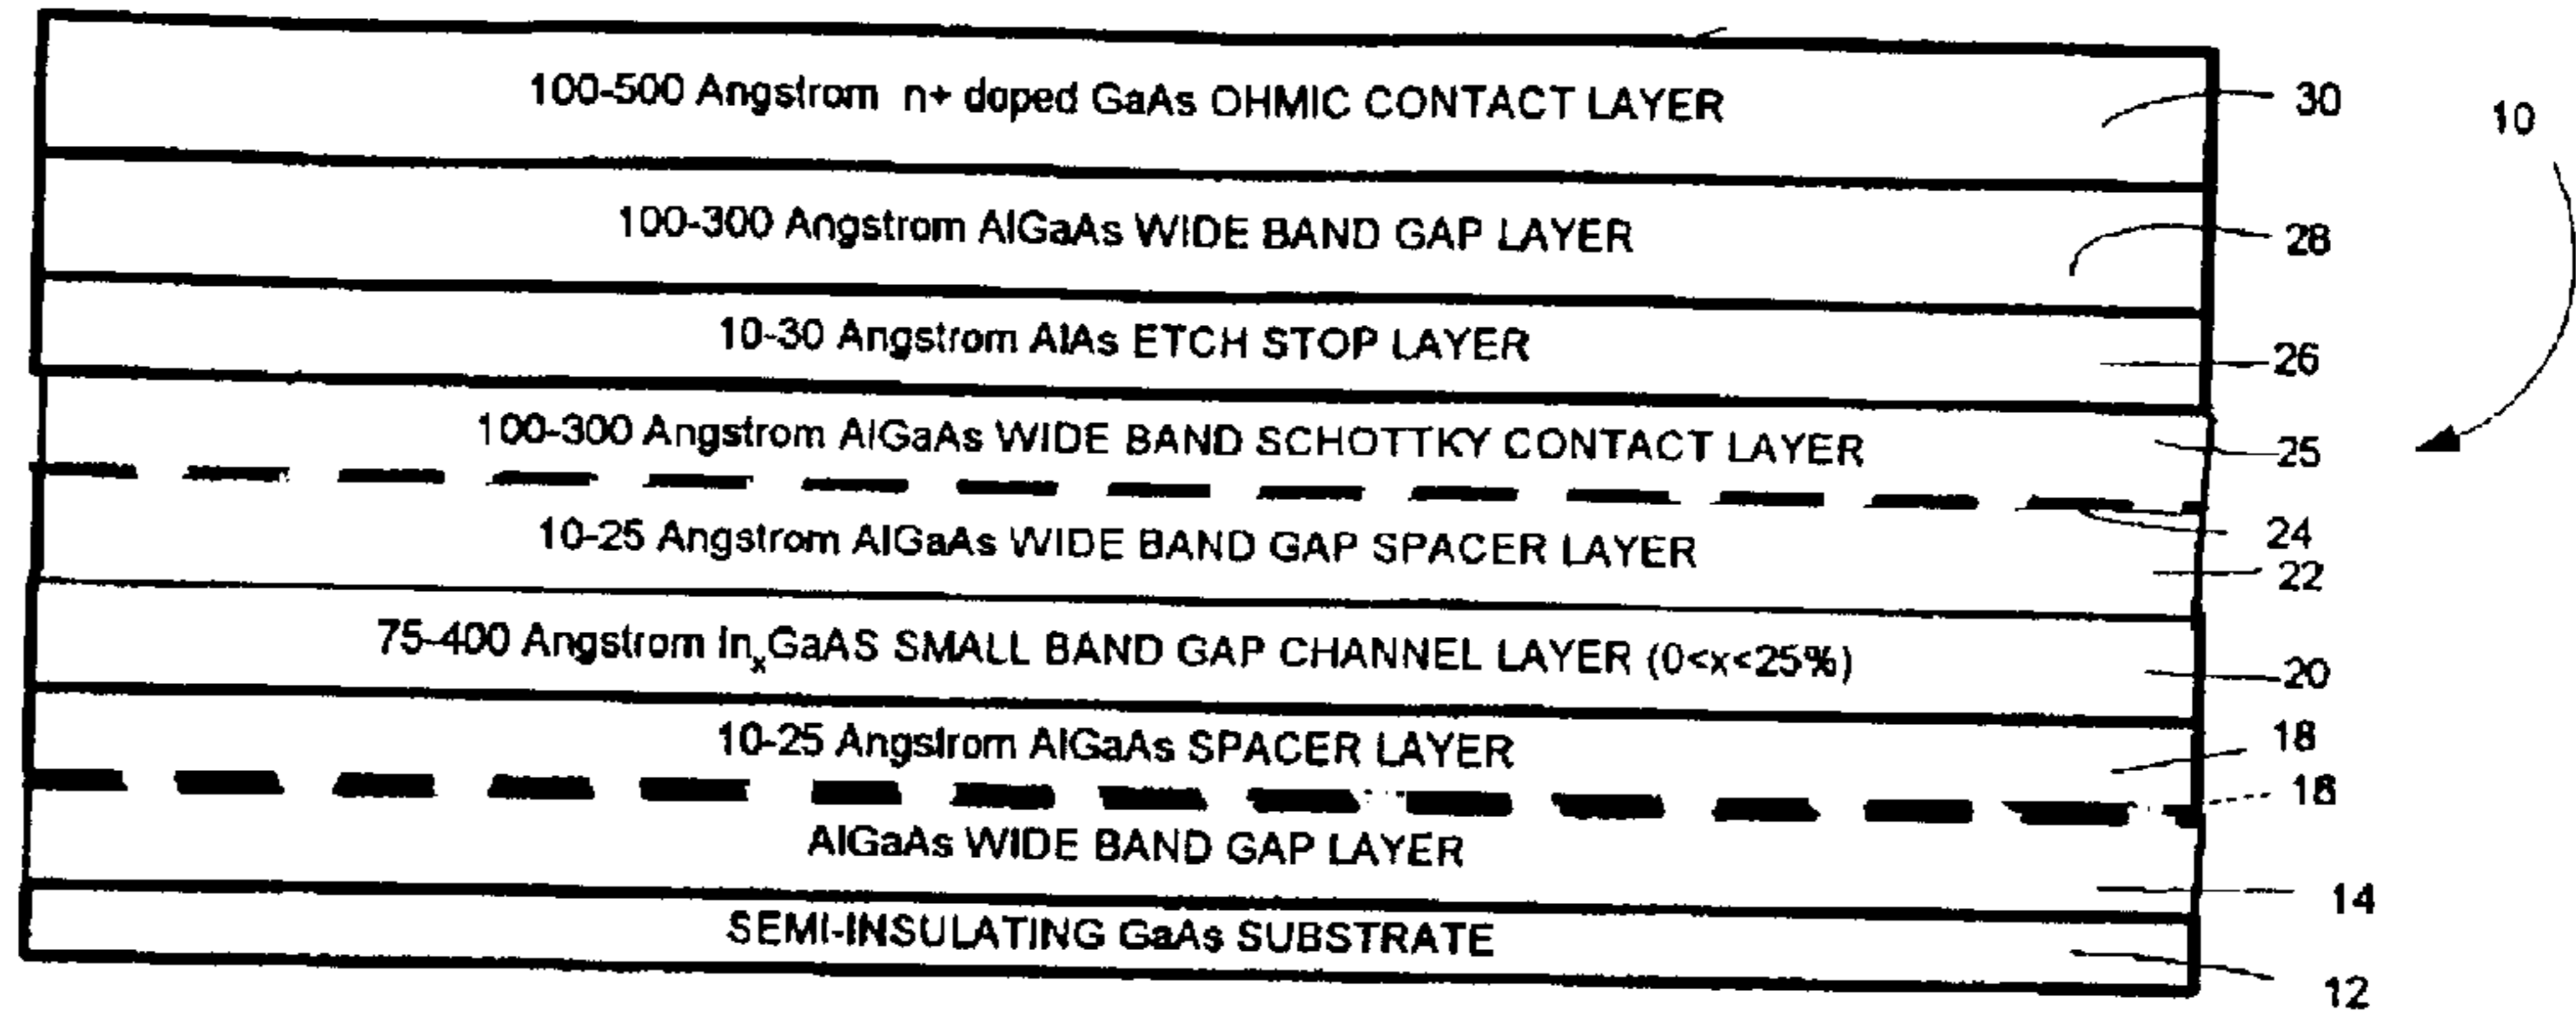 100-500 Angstrom n+ doped GaAs OHMIC CONTACT LAYER
30
10
100-300 Angstrom AlGaAs WIDE BAND GAP LAYER
28
10-30 Angstrom AlAs ETCH STOP LAYER
26
100-300 Angstrom AlGaAs WIDE BAND SCHOTTKY CONTACT LAYER
25
24
10-25 Angstrom AlGaAs WIDE BAND GAP SPACER LAYER
22
75-400 Angstrom InₓGaAS SMALL BAND GAP CHANNEL LAYER (0<x<25%)
20
10-25 Angstrom AlGaAs SPACER LAYER
18
16
AlGaAs WIDE BAND GAP LAYER
14
SEMI-INSULATING GaAs SUBSTRATE
12